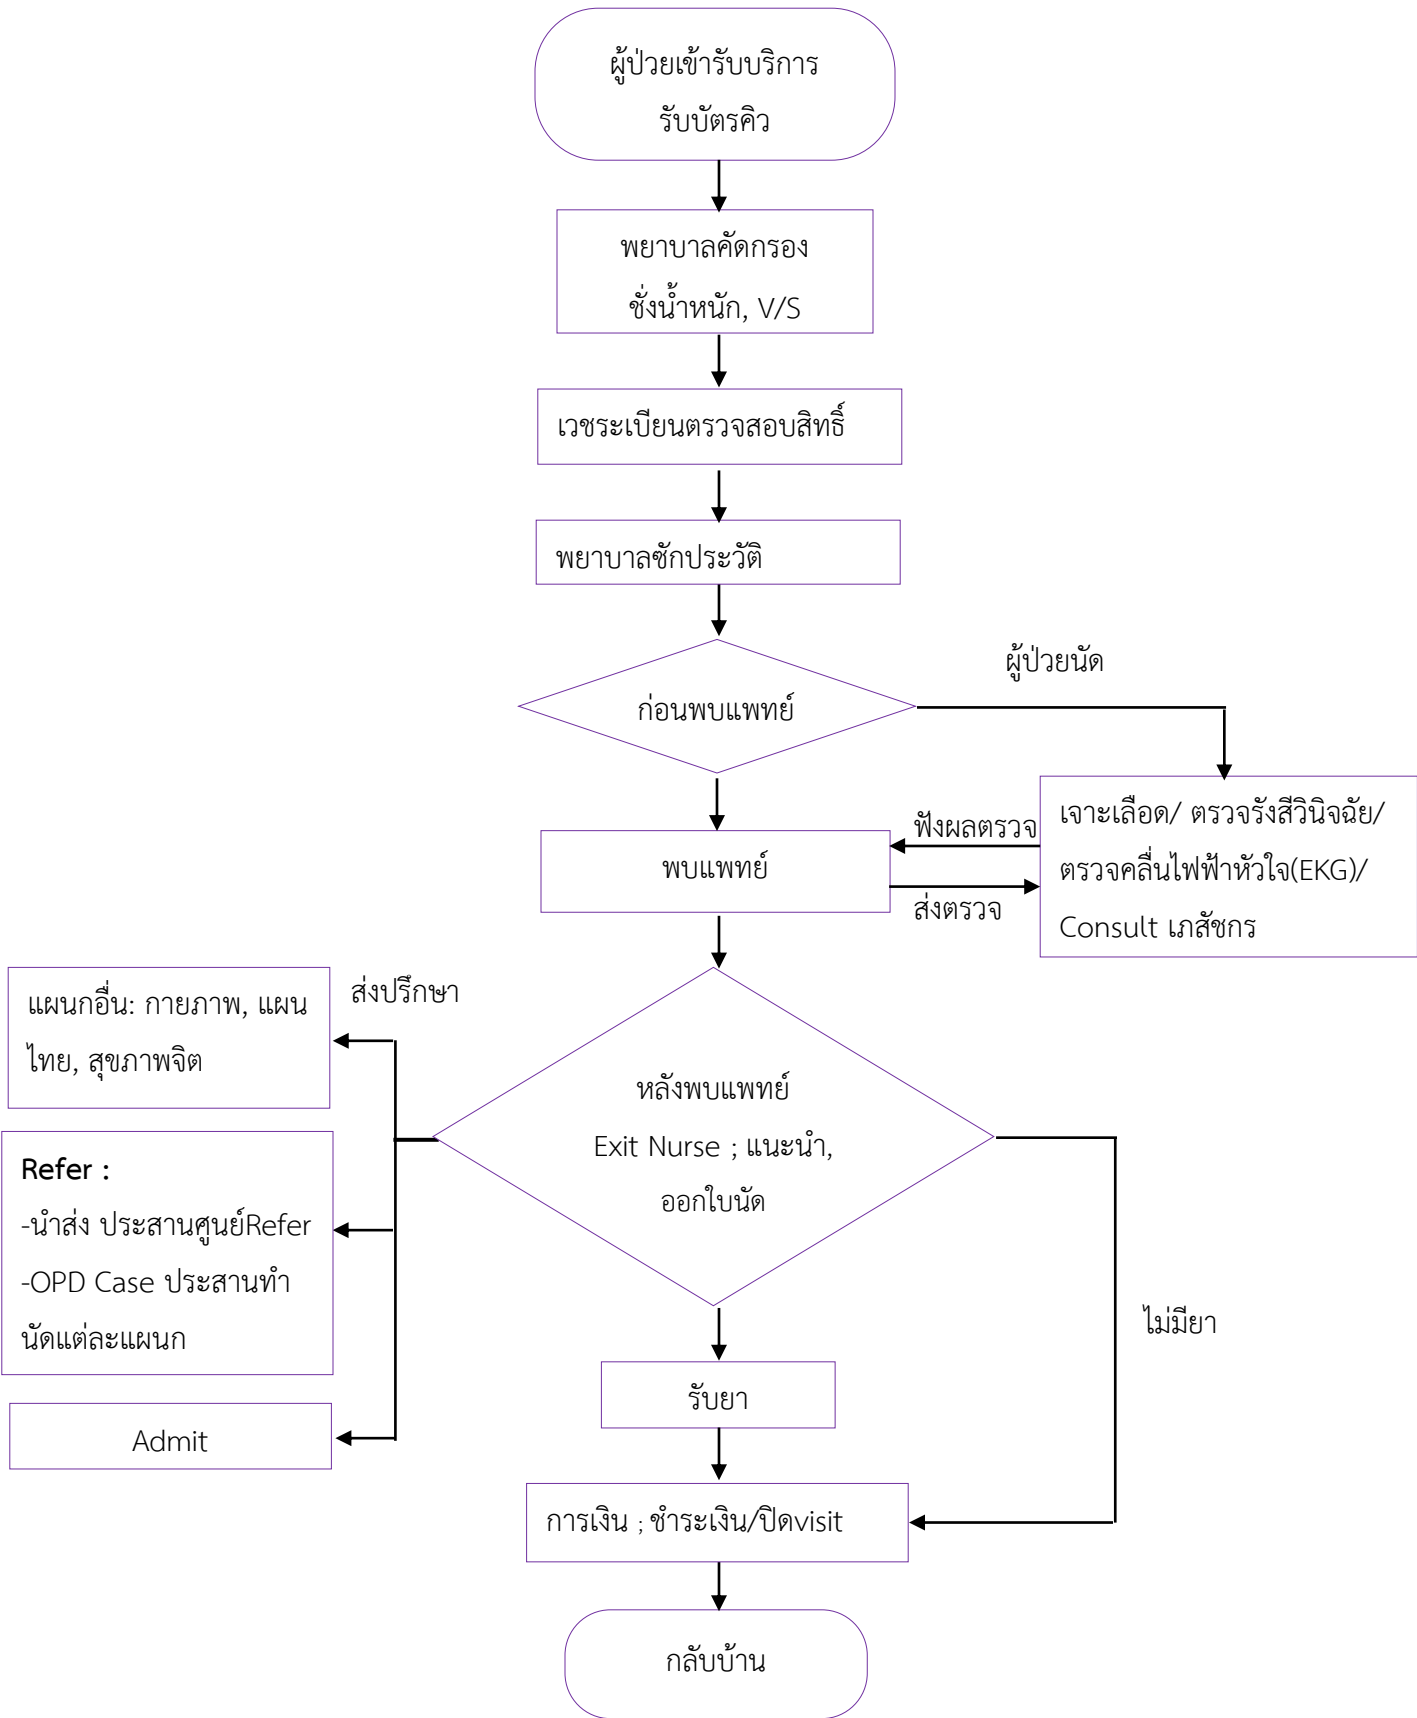 ผู้ป่วยเข้ารับบริการ
รับบัตรคิว
พยาบาลคัดกรอง
ชั่งน้ำหนัก, V/S
เวชระเบียนตรวจสอบสิทธิ์
พยาบาลซักประวัติ
ผู้ป่วยนัด
ก่อนพบแพทย์
เจาะเลือด/ ตรวจรังสีวินิจฉัย/
ตรวจคลื่นไฟฟ้าหัวใจ(EKG)/
Consult เภสัชกร
ฟังผลตรวจ
พบแพทย์
ส่งตรวจ
ส่งปรึกษา
แผนกอื่น: กายภาพ, แผน
ไทย, สุขภาพจิต
หลังพบแพทย์
Exit Nurse ; แนะนำ,
ออกใบนัด
Refer :
-นำส่ง ประสานศูนย์Refer
-OPD Case ประสานทำ
นัดแต่ละแผนก
ไม่มียา
รับยา
Admit
การเงิน ; ชำระเงิน/ปิดvisit
กลับบ้าน